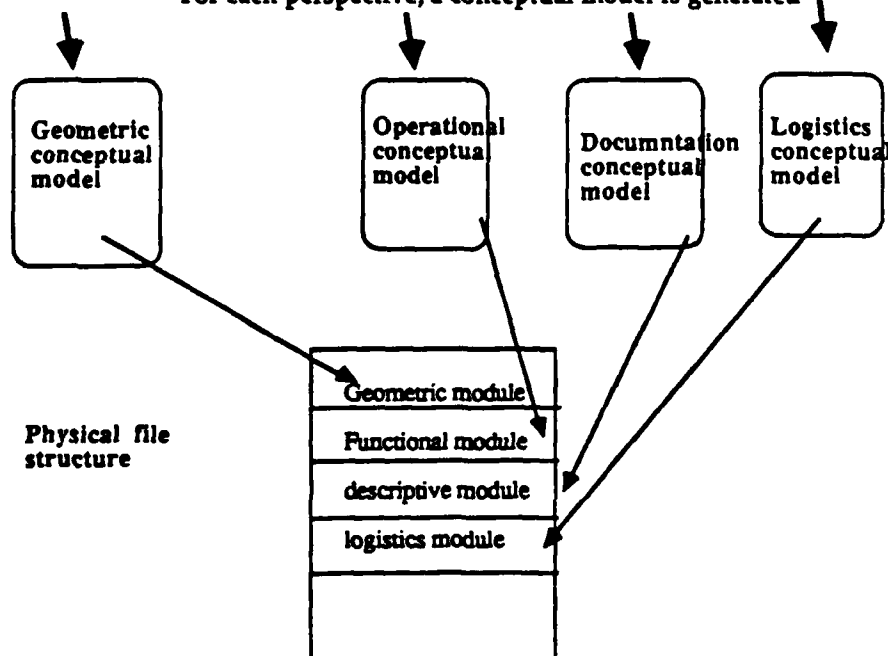 For each perspective, a conceptual model is generated
Geometric
conceptual
model
Operational
conceptual
model
Documntation
conceptual
model
Logistics
conceptual
model
Geometric module
Physical file
structure
Functional module
descriptive module
logistics module